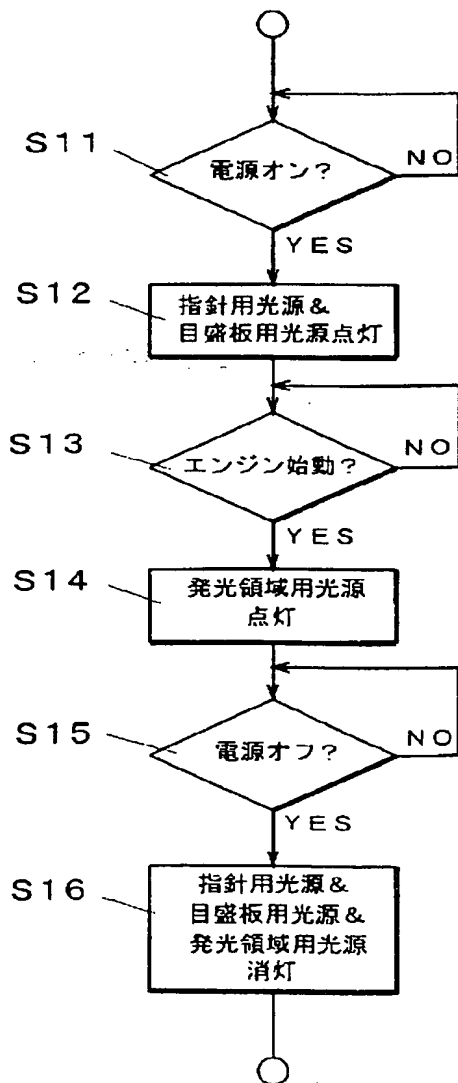 S11
電源オン?
NO
YES
S12
指針用光源&
目盛板用光源点灯
S13
エンジン始動?
NO
YES
S14
発光領域用光源
点灯
S15
電源オフ?
NO
YES
S16
指針用光源&
目盛板用光源&
発光領域用光源
消灯